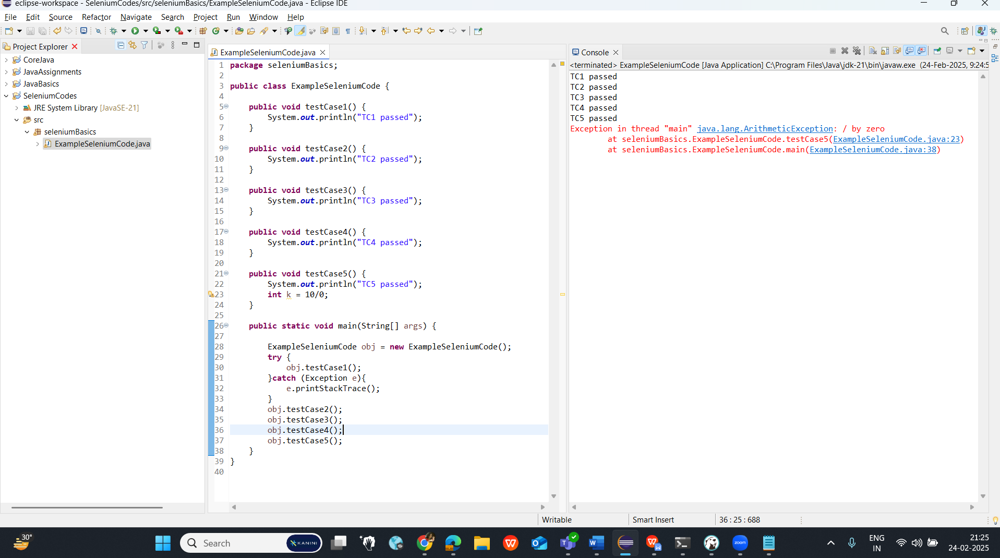 eclipse-workspace - SeleniumCodes/src/seleniumBasics/ExampleSeleniumCode.java - Eclipse IDE
File Edit Source Refactor Navigate Search Project Run Window Help
Project Explorer
CoreJava
JavaAssignments
JavaBasics
SeleniumCodes
JRE System Library [JavaSE-21]
src
seleniumBasics
ExampleSeleniumCode.java
ExampleSeleniumCode.java
1 package seleniumBasics;
2
3 public class ExampleSeleniumCode {
4
5 public void testCase1() {
6 System.out.println("TC1 passed");
7 }
8
9 public void testCase2() {
10 System.out.println("TC2 passed");
11 }
12
13 public void testCase3() {
14 System.out.println("TC3 passed");
15 }
16
17 public void testCase4() {
18 System.out.println("TC4 passed");
19 }
20
21 public void testCase5() {
22 System.out.println("TC5 passed");
23 int k = 10/0;
24 }
25
26 public static void main(String[] args) {
27
28 ExampleSeleniumCode obj = new ExampleSeleniumCode();
29 try {
30 obj.testCase1();
31 }catch (Exception e){
32 e.printStackTrace();
33 }
34 obj.testCase2();
35 obj.testCase3();
36 obj.testCase4();
37 obj.testCase5();
38 }
39 }
40
Console
<terminated> ExampleSeleniumCode [Java Application] C:\Program Files\Java\jdk-21\bin\javaw.exe (24-Feb-2025, 9:24:5
TC1 passed
TC2 passed
TC3 passed
TC4 passed
TC5 passed
Exception in thread "main" java.lang.ArithmeticException: / by zero
at seleniumBasics.ExampleSeleniumCode.testCase5(ExampleSeleniumCode.java:23)
at seleniumBasics.ExampleSeleniumCode.main(ExampleSeleniumCode.java:38)
Writable Smart Insert 36 : 25 : 688
30°
Search
KANINI
zoom
ENG
IN
21:25
24-02-2025